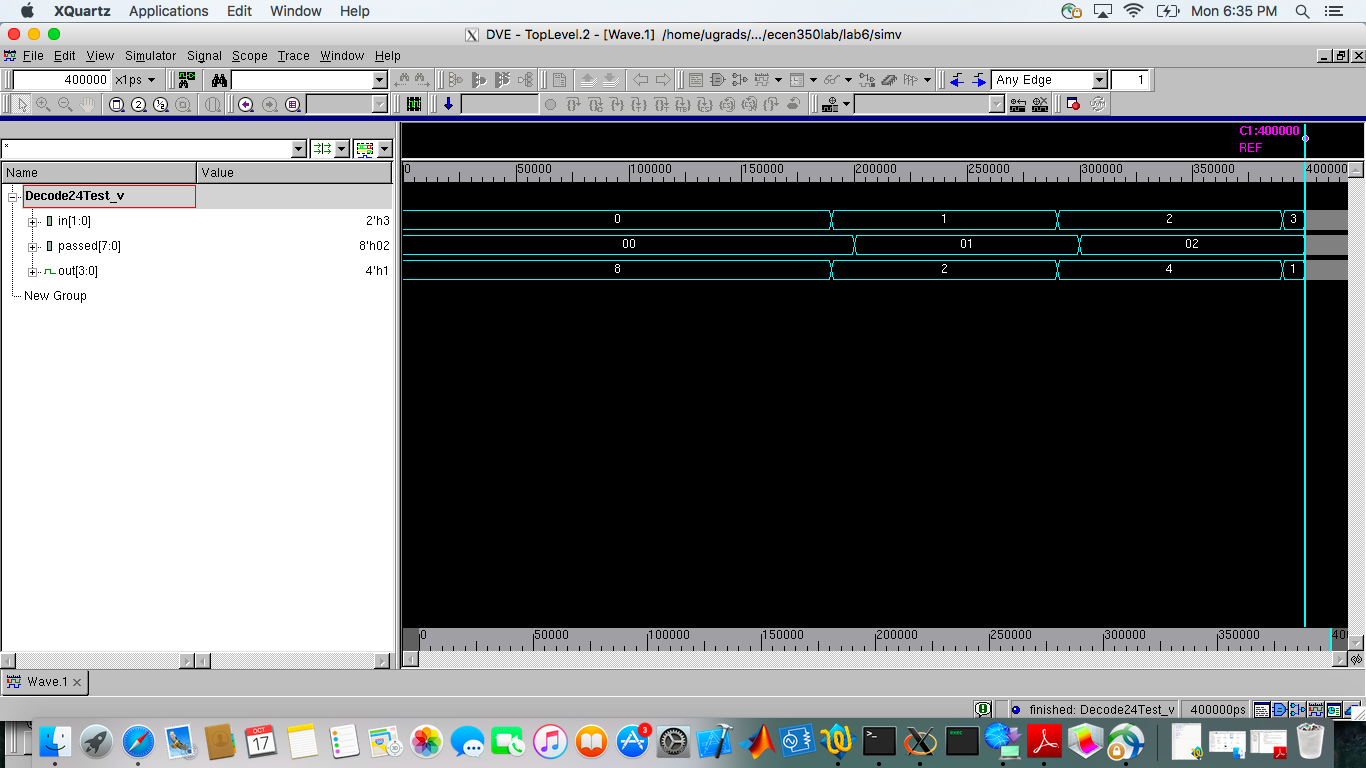 XQuartz Applications Edit Window Help Mon 6:35 PM
DVE - TopLevel.2 - [Wave.1] /home/ugrads/.../ecen350lab/lab6/simv
File Edit View Simulator Signal Scope Trace Window Help
400000 x1ps Any Edge 1
C1:400000
REF
*
Name Value
0 50000 100000 150000 200000 250000 300000 350000 400000
Decode24Test_v
in[1:0] 2'h3 0 1 2 3
passed[7:0] 8'h02 00 01 02
out[3:0] 4'h1 8 2 4 1
New Group
0 50000 100000 150000 200000 250000 300000 350000 400
Wave.1
finished: Decode24Test_v 400000ps
OCT
17
3
exec